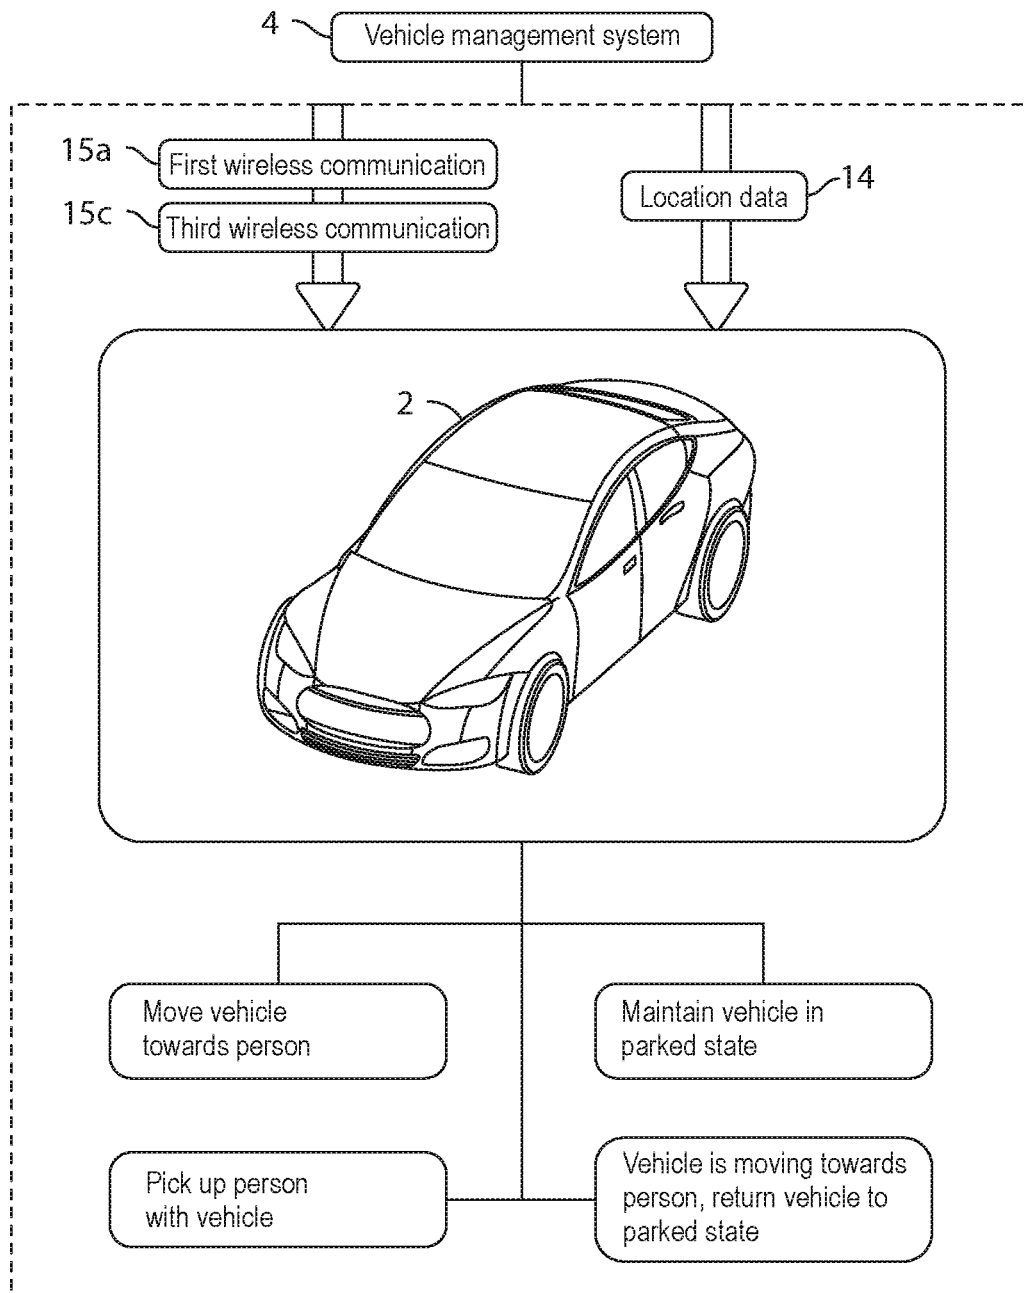 4
Vehicle management system
15a
First wireless communication
15c
Third wireless communication
Location data
14
2
Move vehicle
towards person
Maintain vehicle in
parked state
Pick up person
with vehicle
Vehicle is moving towards
person, return vehicle to
parked state